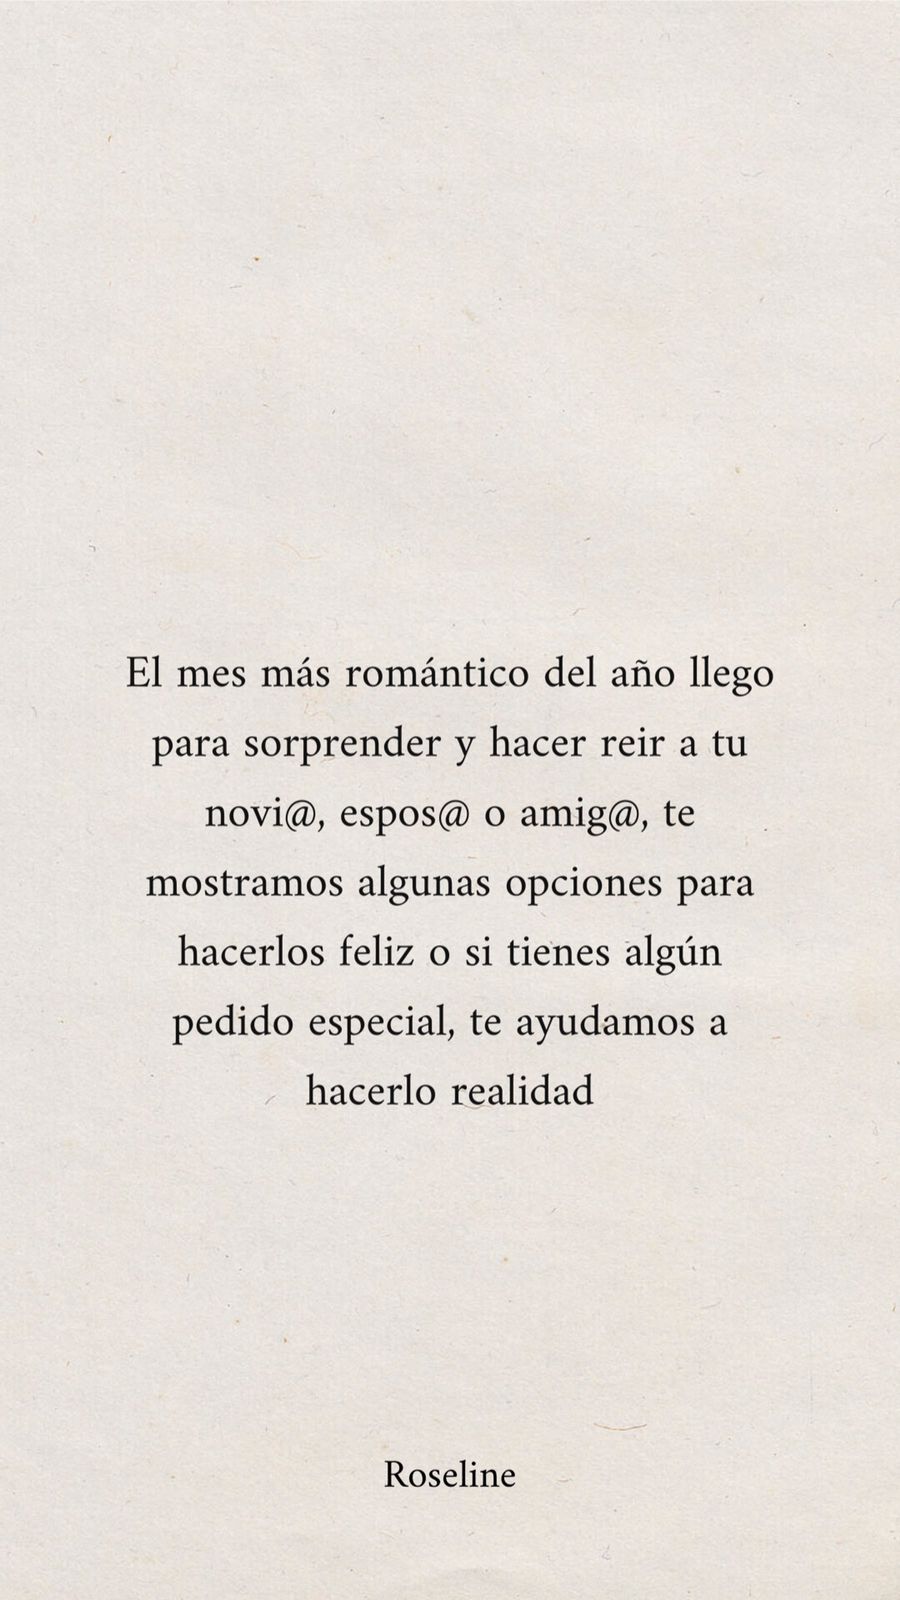 El mes más romántico del año llego
para sorprender y hacer reir a tu
novi@, espos@ o amig@, te
mostramos algunas opciones para
hacerlos feliz o si tienes algún
pedido especial, te ayudamos a
hacerlo realidad
Roseline